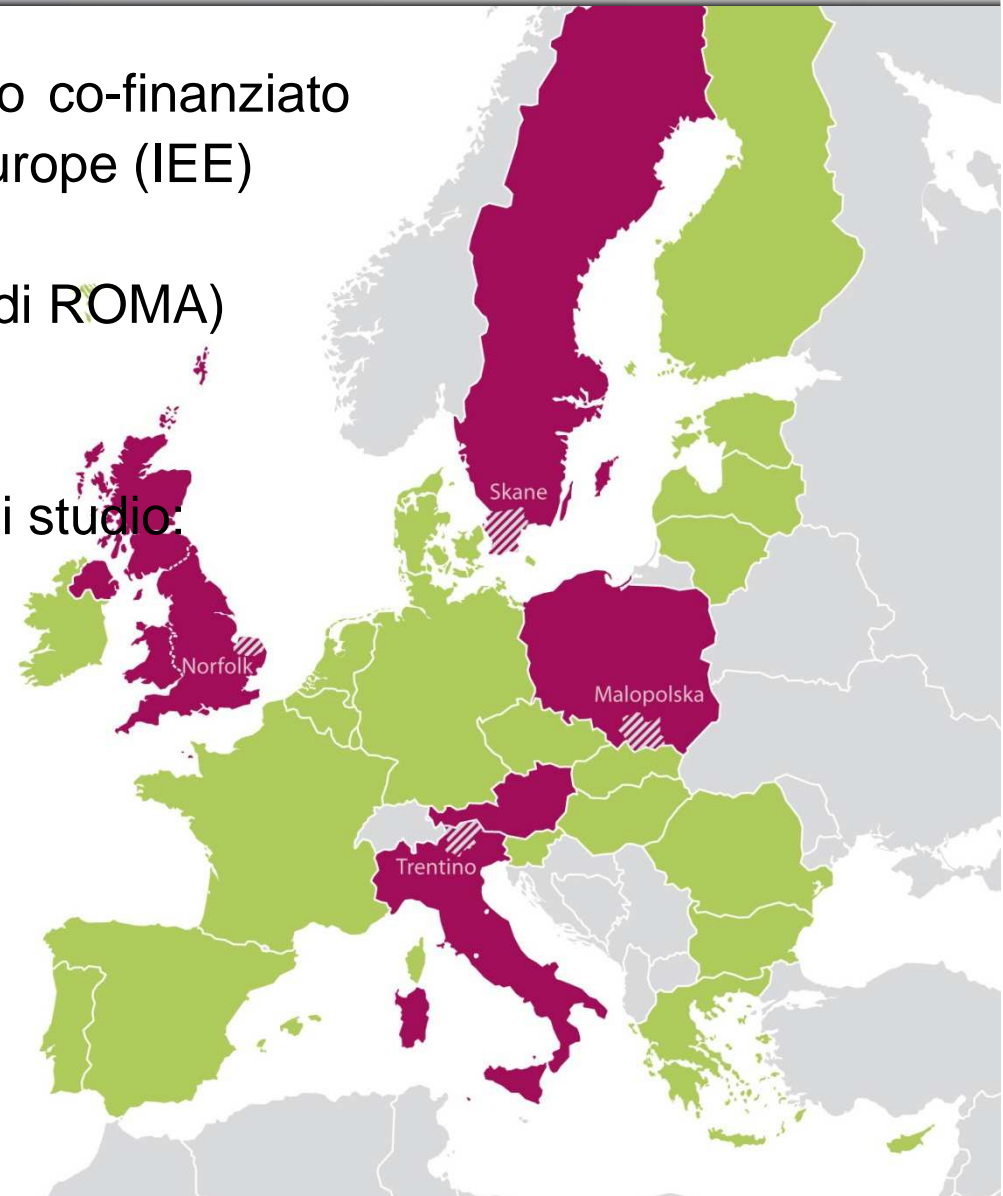 o co-finanziato
urope (IEE)
di ROMA)
i studio:
Skane
Norfolk
Malopolska
Trentino